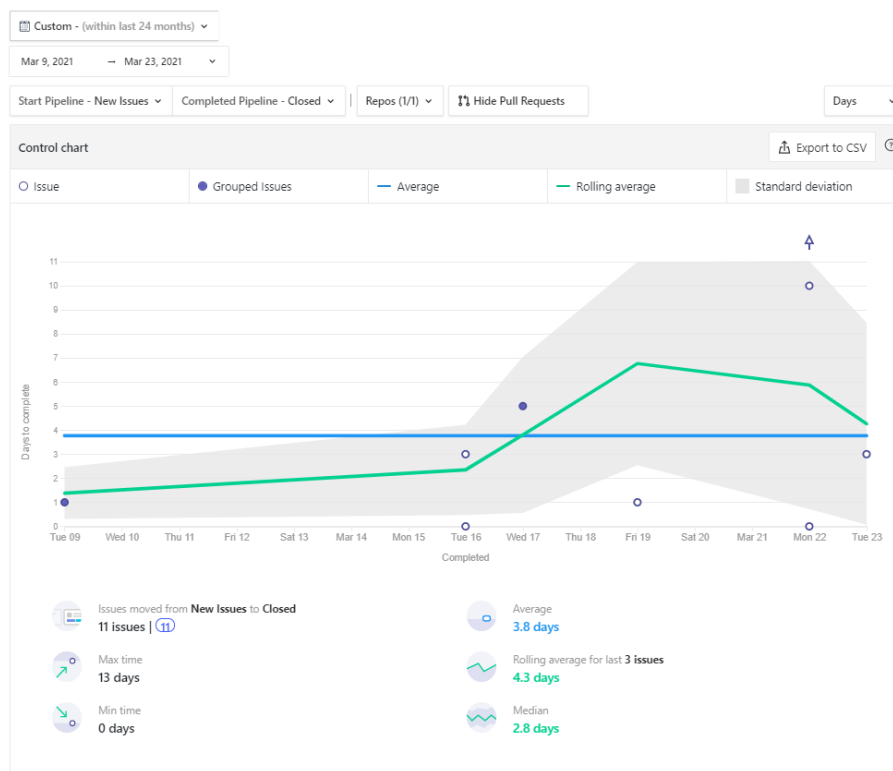 Custom - (within last 24 months)
Mar 9, 2021 → Mar 23, 2021
Start Pipeline - New Issues Completed Pipeline - Closed | Repos (1/1) Hide Pull Requests Days
Control chart Export to CSV
Issue Grouped Issues Average Rolling average Standard deviation
11
10
9
8
7
6
5
4
3
2
1
0
Days to complete
Tue 09 Wed 10 Thu 11 Fri 12 Sat 13 Mar 14 Mon 15 Tue 16 Wed 17 Thu 18 Fri 19 Sat 20 Mar 21 Mon 22 Tue 23
Completed
Issues moved from New Issues to Closed
11 issues | 11
Max time
13 days
Min time
0 days
Average
3.8 days
Rolling average for last 3 issues
4.3 days
Median
2.8 days